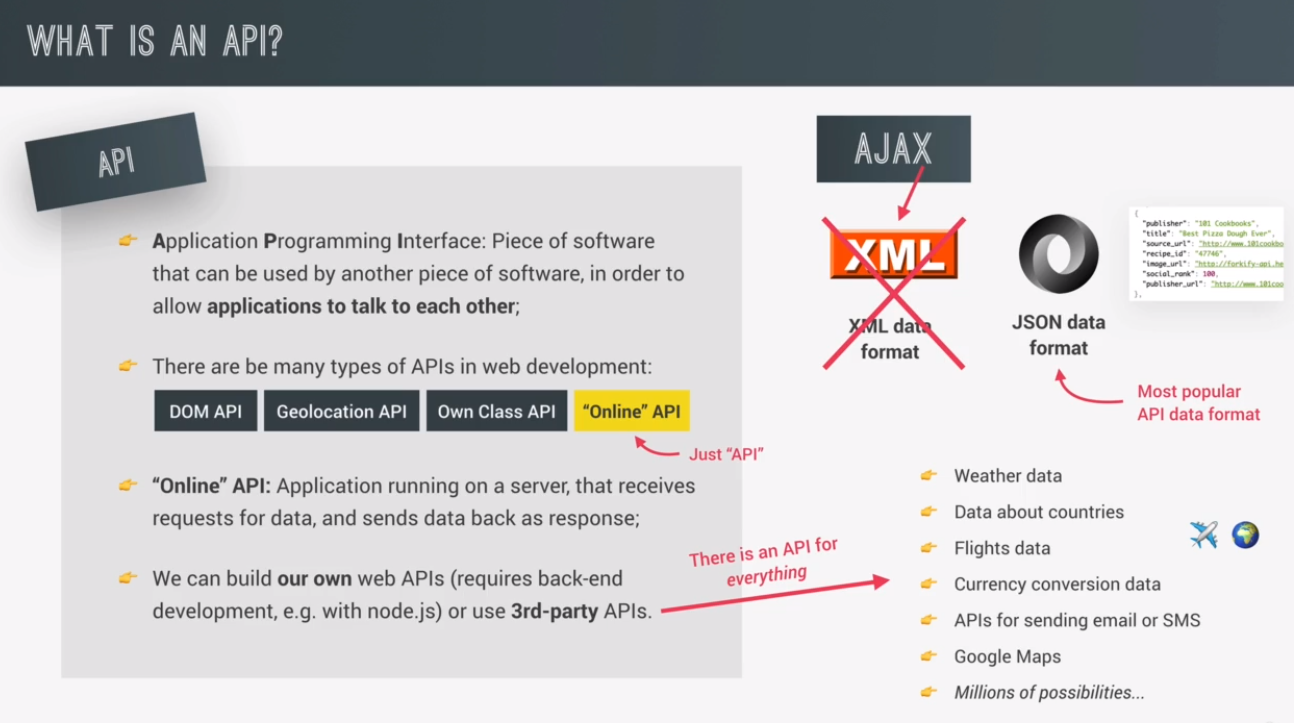 WHAT IS AN API?
API
Application Programming Interface: Piece of software
that can be used by another piece of software, in order to
allow applications to talk to each other;
There are be many types of APIs in web development:
DOM API
Geolocation API
Own Class API
“Online” API
Just “API”
“Online” API: Application running on a server, that receives
requests for data, and sends data back as response;
We can build our own web APIs (requires back-end
development, e.g. with node.js) or use 3rd-party APIs.
There is an API for
everything
AJAX
XML
XML data
format
JSON data
format
{
"publisher": "101 Cookbooks",
"title": "Best Pizza Dough Ever",
"source_url": "http://www.101cookbo
"recipe_id": "47746",
"image_url": "http://forkify-api.he
"social_rank": 100,
"publisher_url": "http://www.101coo
},
Most popular
API data format
Weather data
Data about countries
Flights data
Currency conversion data
APIs for sending email or SMS
Google Maps
Millions of possibilities...